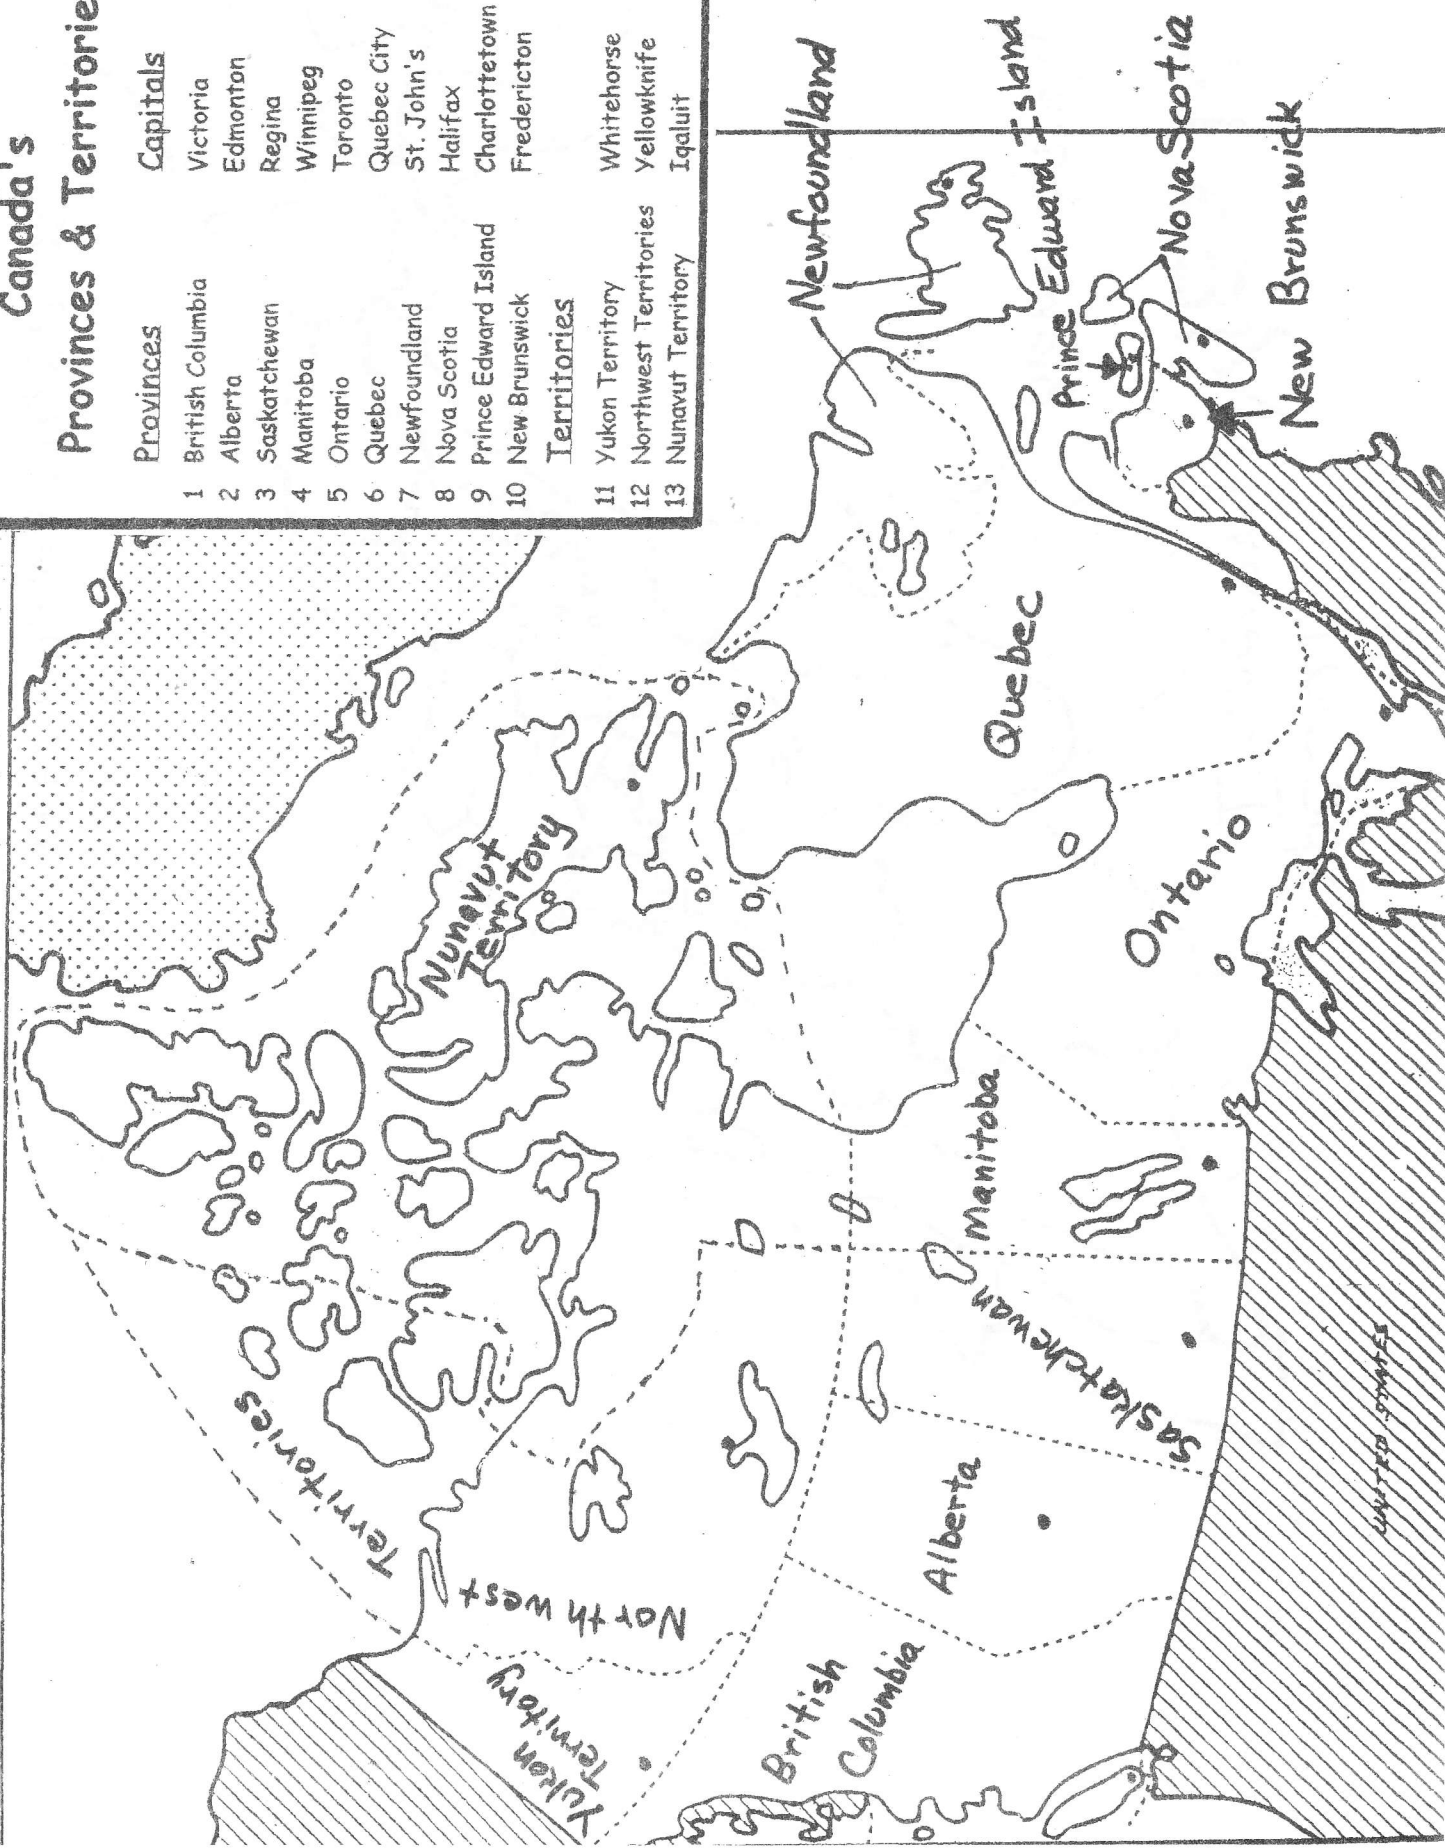 Canada's
Provinces & Territorie
Provinces Capitals
1 British Columbia Victoria
2 Alberta Edmonton
3 Saskatchewan Regina
4 Manitoba Winnipeg
5 Ontario Toronto
6 Quebec Quebec City
7 Newfoundland St. John's
8 Nova Scotia Halifax
9 Prince Edward Island Charlottetown
10 New Brunswick Fredericton
Territories
11 Yukon Territory Whitehorse
12 Northwest Territories Yellowknife
13 Nunavut Territory Iqaluit
Yukon
Territory
North west
Territories
Nunavut
Territory
British
Columbia
Alberta
Saskatchewan
Manitoba
Ontario
Quebec
Newfoundland
Prince Edward Island
Nova Scotia
New Brunswick
UNITED STATES